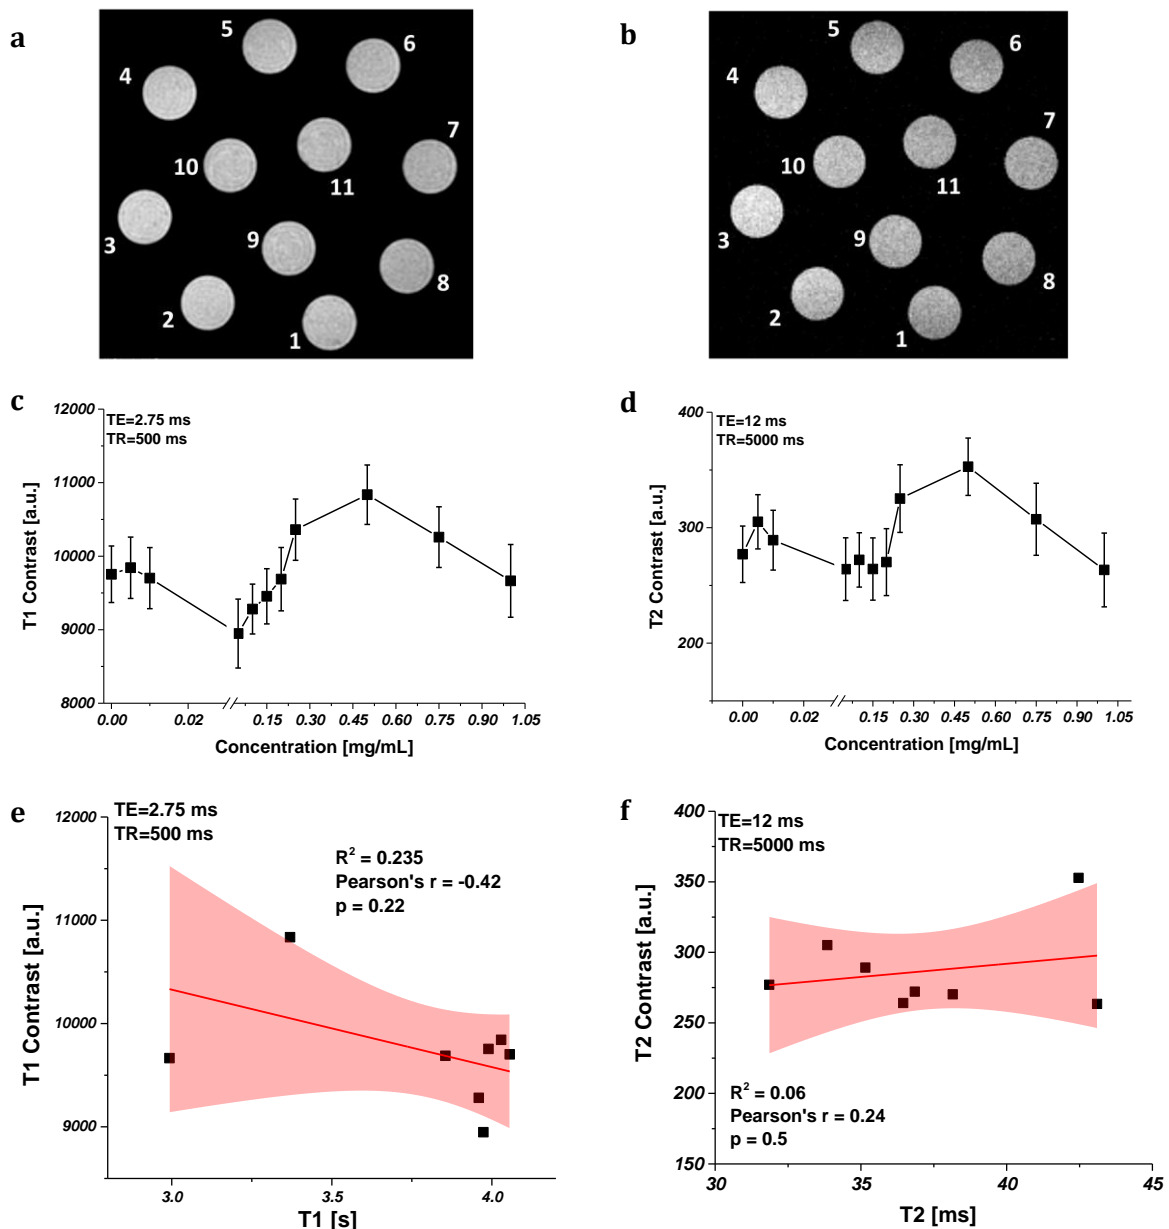 a
5
6
4
7
10
11
3
9
8
2
1
b
5
6
4
7
10
11
3
9
8
2
1
c
12000
11000
10000
9000
8000
T1 Contrast [a.u.]
TE=2.75 ms
TR=500 ms
0.00 0.02 0.15 0.30 0.45 0.60 0.75 0.90 1.05
Concentration [mg/mL]
d
400
300
200
T2 Contrast [a.u.]
TE=12 ms
TR=5000 ms
0.00 0.02 0.15 0.30 0.45 0.60 0.75 0.90 1.05
Concentration [mg/mL]
e
TE=2.75 ms
TR=500 ms
12000
11000
10000
9000
T1 Contrast [a.u.]
R² = 0.235
Pearson's r = -0.42
p = 0.22
3.0 3.5 4.0
T1 [s]
f
400
350
300
250
200
150
T2 Contrast [a.u.]
TE=12 ms
TR=5000 ms
R² = 0.06
Pearson's r = 0.24
p = 0.5
30 35 40 45
T2 [ms]